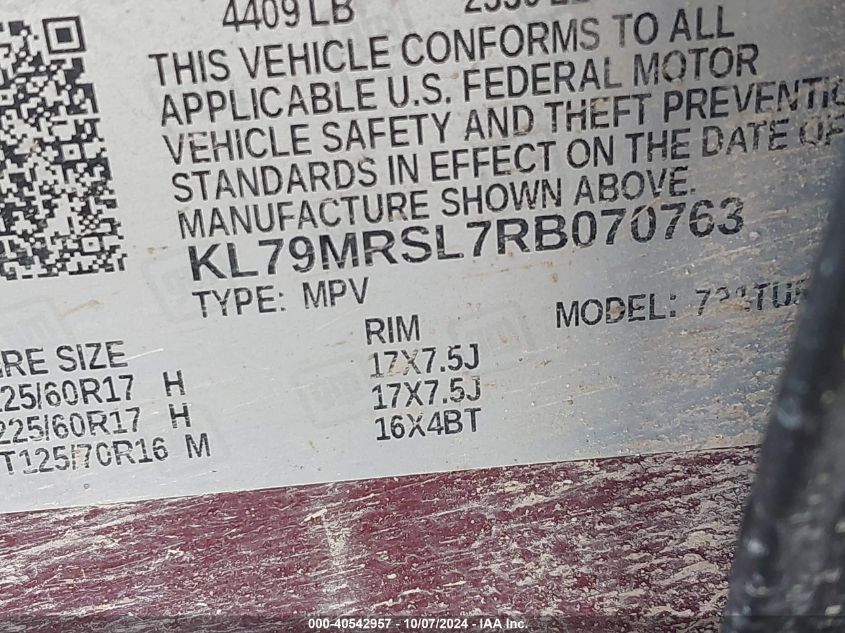 4409 LB
THIS VEHICLE CONFORMS TO ALL
APPLICABLE U.S. FEDERAL MOTOR
VEHICLE SAFETY AND THEFT PREVENTIO
STANDARDS IN EFFECT ON THE DATE OF
MANUFACTURE SHOWN ABOVE.
KL79MRSL7RB070763
TYPE: MPV MODEL:
RE SIZE RIM
225/60R17 H 17X7.5J
225/60R17 H 17X7.5J
T125/70R16 M 16X4BT
000-40542957 - 10/07/2024 - IAA Inc.